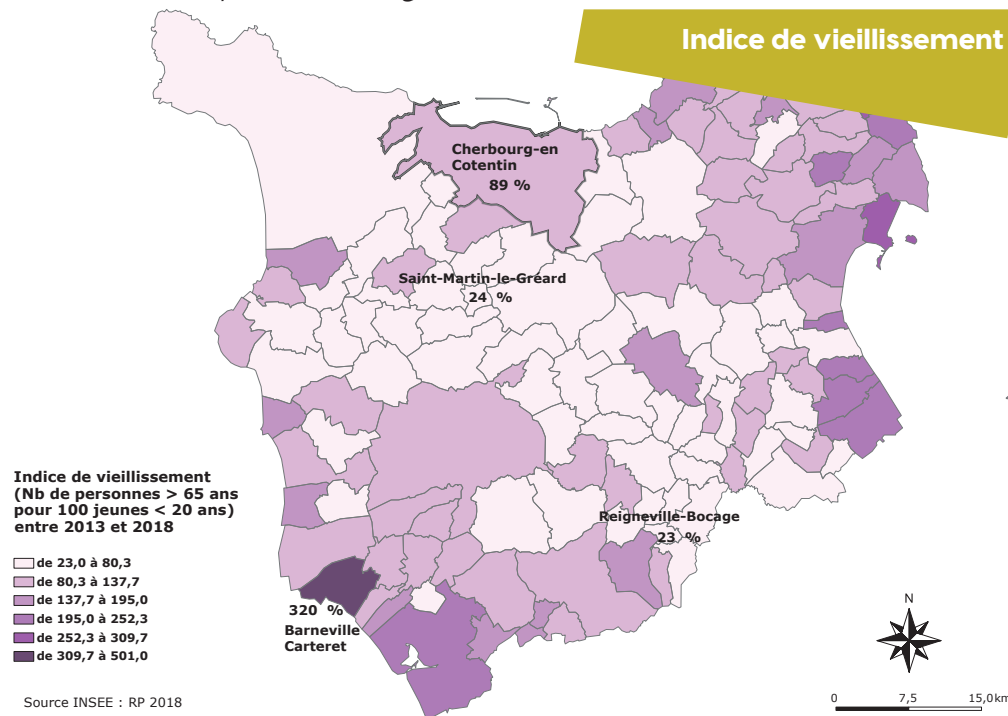 Indice de vieillissement
Cherbourg-en
Cotentin
89 %
Saint-Martin-le-Gréard
24 %
Indice de vieillissement
(Nb de personnes > 65 ans
pour 100 jeunes < 20 ans)
entre 2013 et 2018
Reigneville-Bocage
23 %
de 23,0 à 80,3
de 80,3 à 137,7
de 137,7 à 195,0
de 195,0 à 252,3
de 252,3 à 309,7
de 309,7 à 501,0
320 %
Barneville
Carteret
N
Source INSEE : RP 2018
0 7,5 15,0km